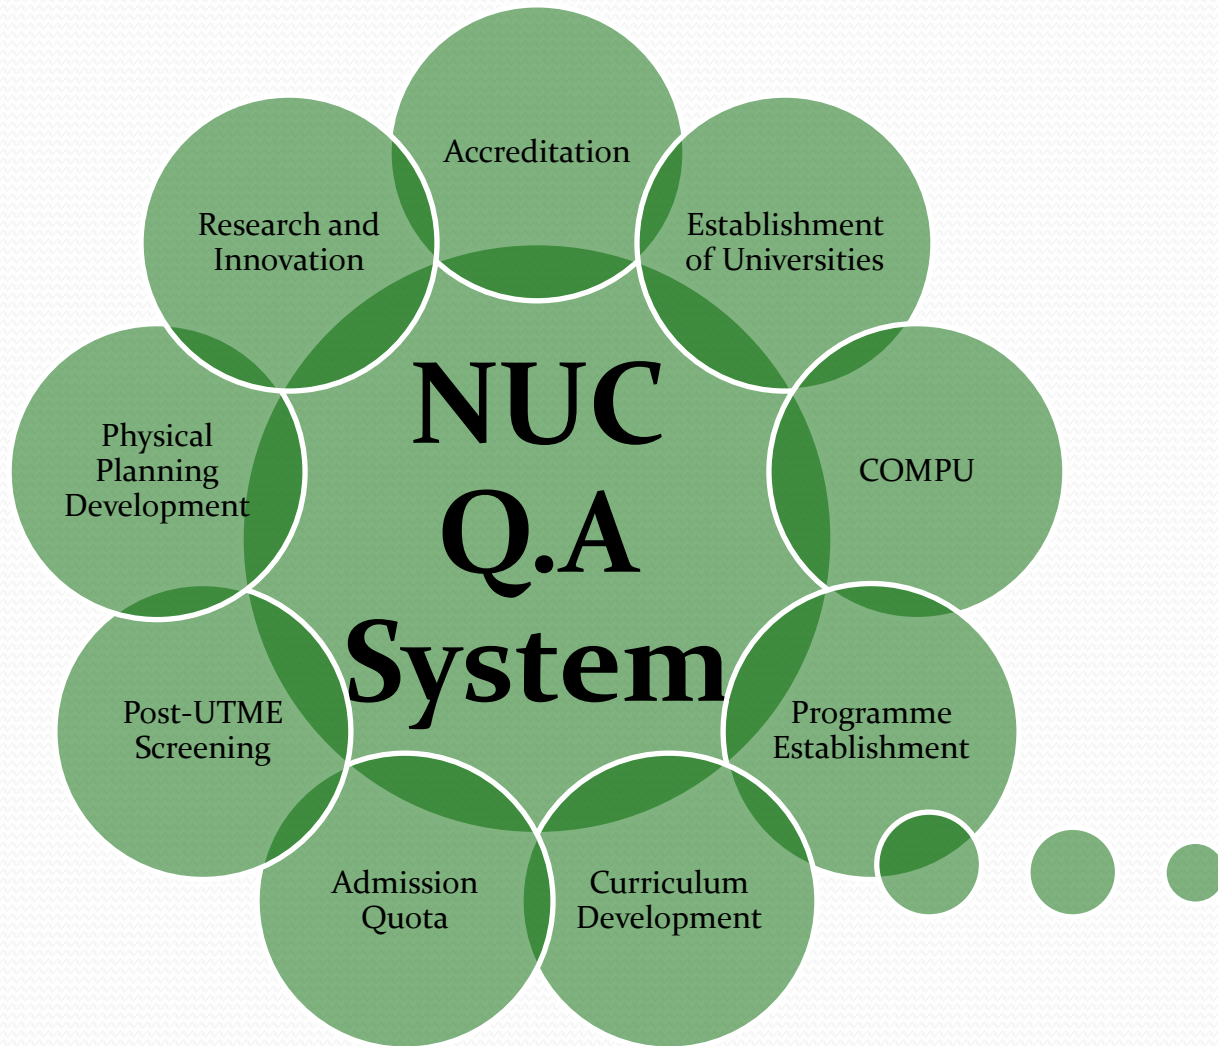 Accreditation
Establishment
of Universities
COMPU
Programme
Establishment
Curriculum
Development
Admission
Quota
Post-UTME
Screening
Physical
Planning
Development
Research and
Innovation
NUC
Q.A
System